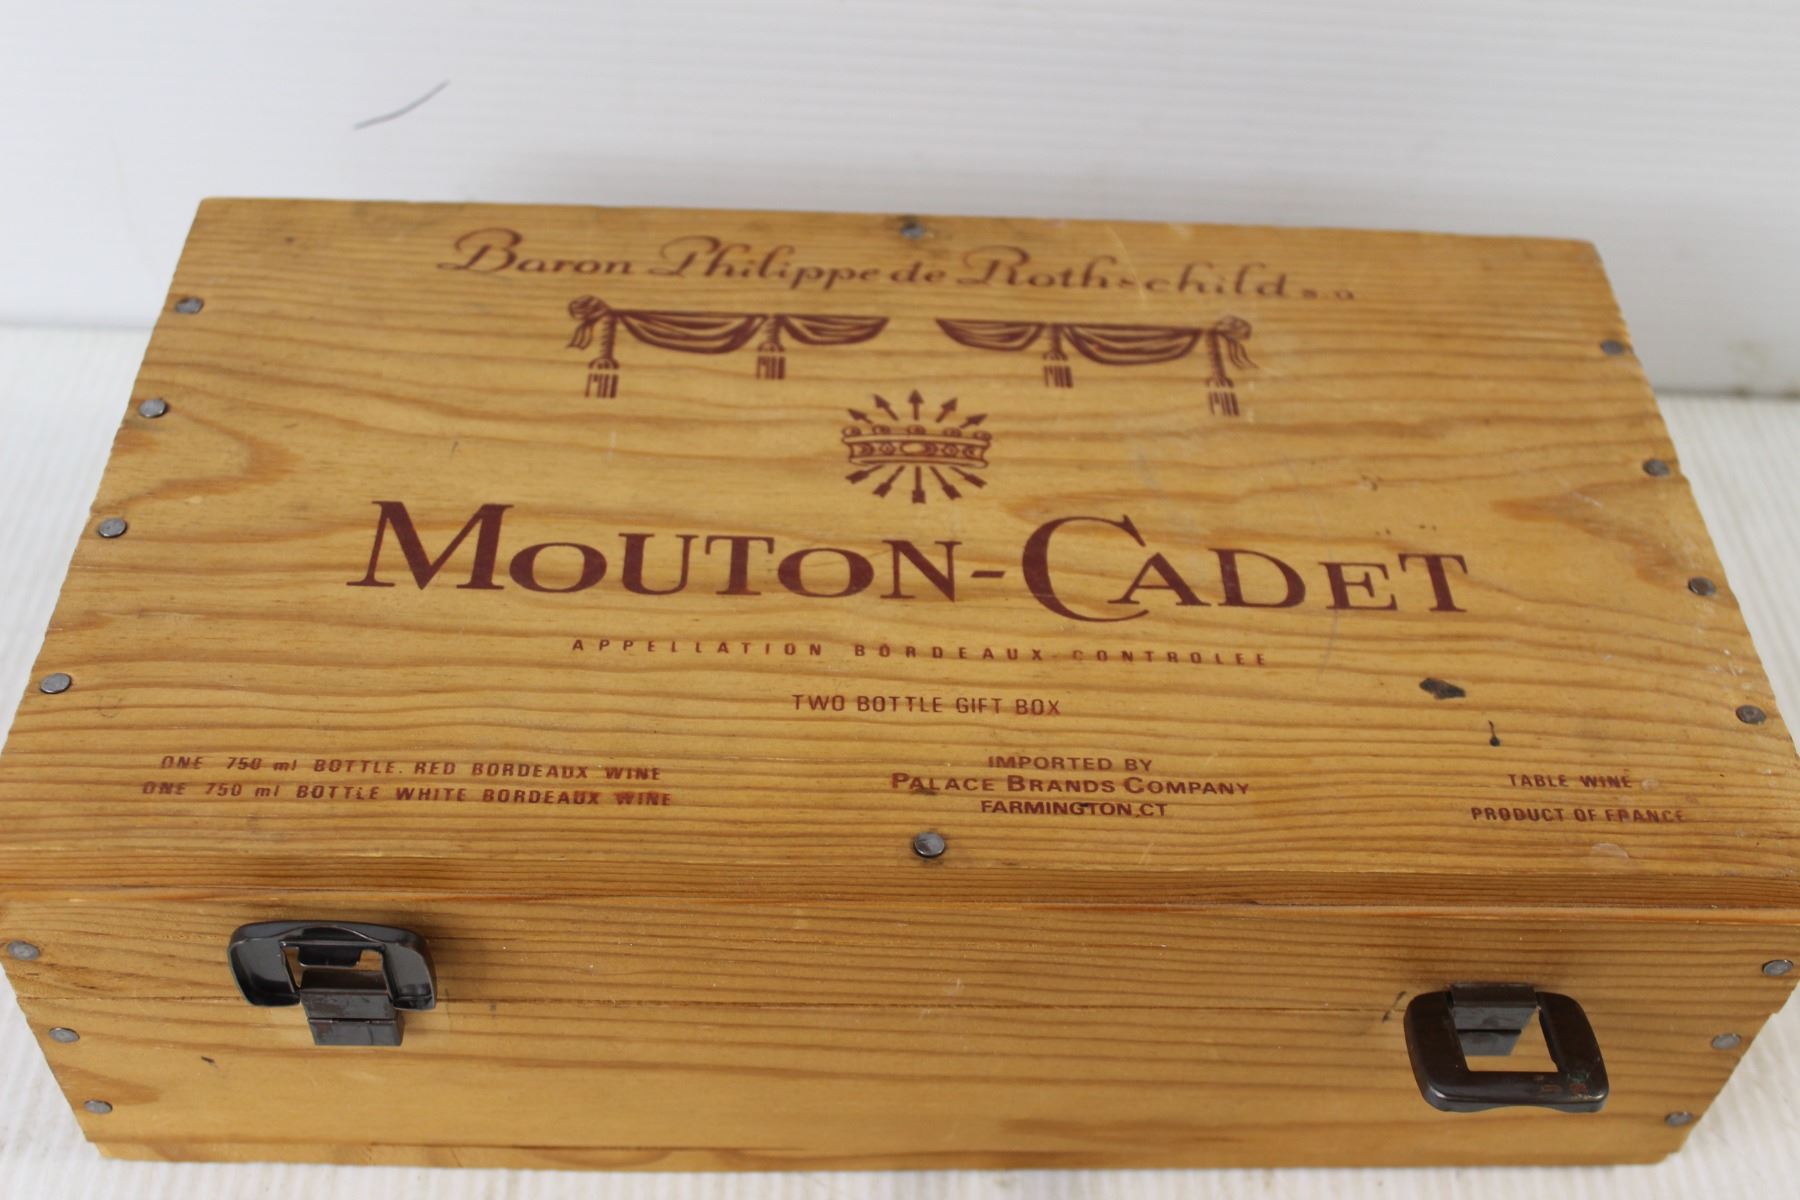 Baron Philippe de Rothschild s.a
MOUTON-CADET
APPELLATION BORDEAUX CONTROLEE
TWO BOTTLE GIFT BOX
ONE 750 ml BOTTLE RED BORDEAUX WINE
ONE 750 ml BOTTLE WHITE BORDEAUX WINE
IMPORTED BY
PALACE BRANDS COMPANY
FARMINGTON, CT
TABLE WINE
PRODUCT OF FRANCE